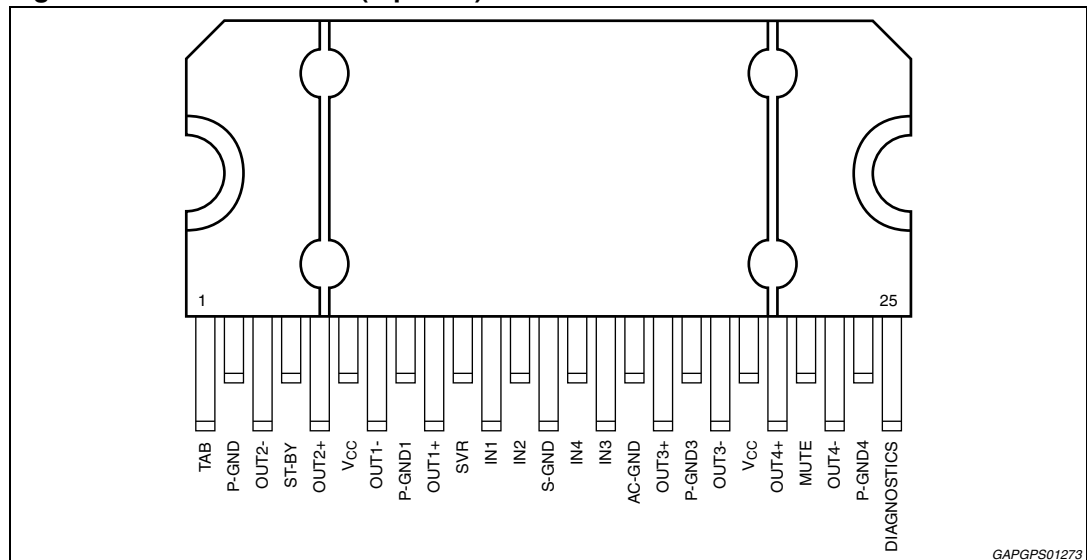 1
25
TAB
P-GND
OUT2-
ST-BY
OUT2+
VCC
OUT1-
P-GND1
OUT1+
SVR
IN1
IN2
S-GND
IN4
IN3
AC-GND
OUT3+
P-GND3
OUT3-
VCC
OUT4+
MUTE
OUT4-
P-GND4
DIAGNOSTICS
GAPGPS01273